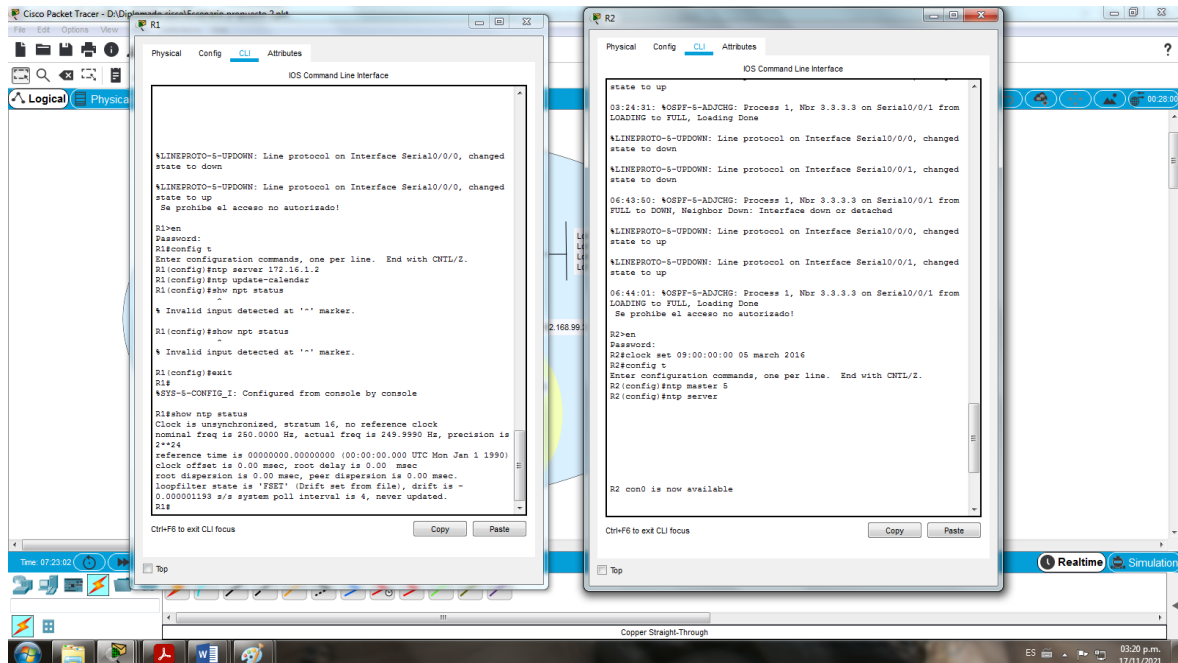 Cisco Packet Tracer - D:\Diplomado cisco\Escenario propuesto 2.pkt
File Edit Options View
Logical Physica
00:28:00
R1
Physical Config CLI Attributes
IOS Command Line Interface
%LINEPROTO-5-UPDOWN: Line protocol on Interface Serial0/0/0, changed
state to down
%LINEPROTO-5-UPDOWN: Line protocol on Interface Serial0/0/0, changed
state to up
Se prohibe el acceso no autorizado!
R1>en
Password:
R1#config t
Enter configuration commands, one per line. End with CNTL/Z.
R1(config)#ntp server 172.16.1.2
R1(config)#ntp update-calendar
R1(config)#shw npt status
^
% Invalid input detected at '^' marker.
R1(config)#show npt status
^
% Invalid input detected at '^' marker.
R1(config)#exit
R1#
%SYS-5-CONFIG_I: Configured from console by console
R1#show ntp status
Clock is unsynchronized, stratum 16, no reference clock
nominal freq is 250.0000 Hz, actual freq is 249.9990 Hz, precision is
2**24
reference time is 00000000.00000000 (00:00:00.000 UTC Mon Jan 1 1990)
clock offset is 0.00 msec, root delay is 0.00 msec
root dispersion is 0.00 msec, peer dispersion is 0.00 msec.
loopfilter state is 'FSET' (Drift set from file), drift is -
0.000001193 s/s system poll interval is 4, never updated.
R1#
Ctrl+F6 to exit CLI focus
Copy Paste
Top
Lo
Lo
Lo
Lo
2.168.99.
R2
Physical Config CLI Attributes
IOS Command Line Interface
state to up
03:24:31: %OSPF-5-ADJCHG: Process 1, Nbr 3.3.3.3 on Serial0/0/1 from
LOADING to FULL, Loading Done
%LINEPROTO-5-UPDOWN: Line protocol on Interface Serial0/0/0, changed
state to down
%LINEPROTO-5-UPDOWN: Line protocol on Interface Serial0/0/1, changed
state to down
06:43:50: %OSPF-5-ADJCHG: Process 1, Nbr 3.3.3.3 on Serial0/0/1 from
FULL to DOWN, Neighbor Down: Interface down or detached
%LINEPROTO-5-UPDOWN: Line protocol on Interface Serial0/0/0, changed
state to up
%LINEPROTO-5-UPDOWN: Line protocol on Interface Serial0/0/1, changed
state to up
06:44:01: %OSPF-5-ADJCHG: Process 1, Nbr 3.3.3.3 on Serial0/0/1 from
LOADING to FULL, Loading Done
Se prohibe el acceso no autorizado!
R2>en
Password:
R2#clock set 09:00:00:00 05 march 2016
R2#config t
Enter configuration commands, one per line. End with CNTL/Z.
R2(config)#ntp master 5
R2(config)#ntp server
R2 con0 is now available
Ctrl+F6 to exit CLI focus
Copy Paste
Top
Time: 07:23:02
Realtime Simulation
Copper Straight-Through
ES
03:20 p.m.
17/11/2021